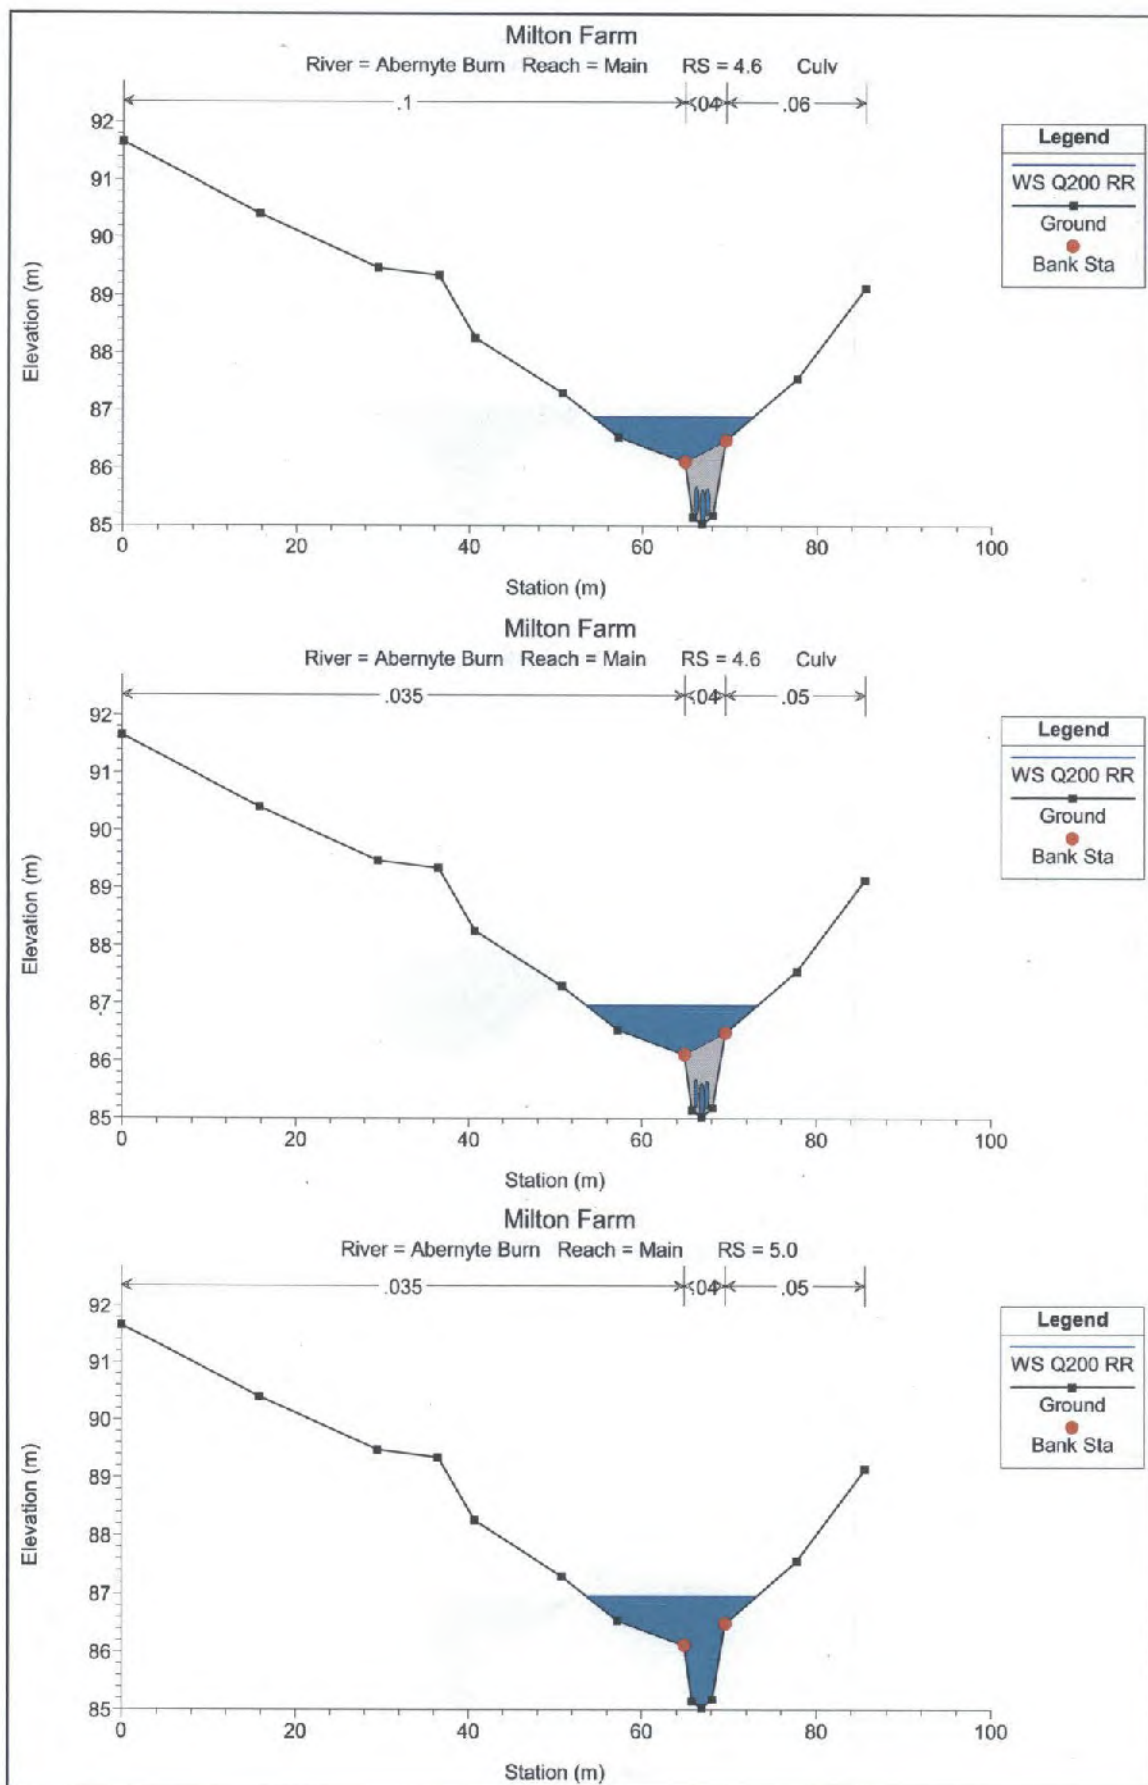 Milton Farm
River = Abernyte Burn Reach = Main RS = 4.6 Culv
.1 .04 .06
Elevation (m)
92
91
90
89
88
87
86
85
0 20 40 60 80 100
Station (m)
Legend
WS Q200 RR
Ground
Bank Sta
Milton Farm
River = Abernyte Burn Reach = Main RS = 4.6 Culv
.035 .04 .05
Elevation (m)
92
91
90
89
88
87
86
85
0 20 40 60 80 100
Station (m)
Legend
WS Q200 RR
Ground
Bank Sta
Milton Farm
River = Abernyte Burn Reach = Main RS = 5.0
.035 .04 .05
Elevation (m)
92
91
90
89
88
87
86
85
0 20 40 60 80 100
Station (m)
Legend
WS Q200 RR
Ground
Bank Sta